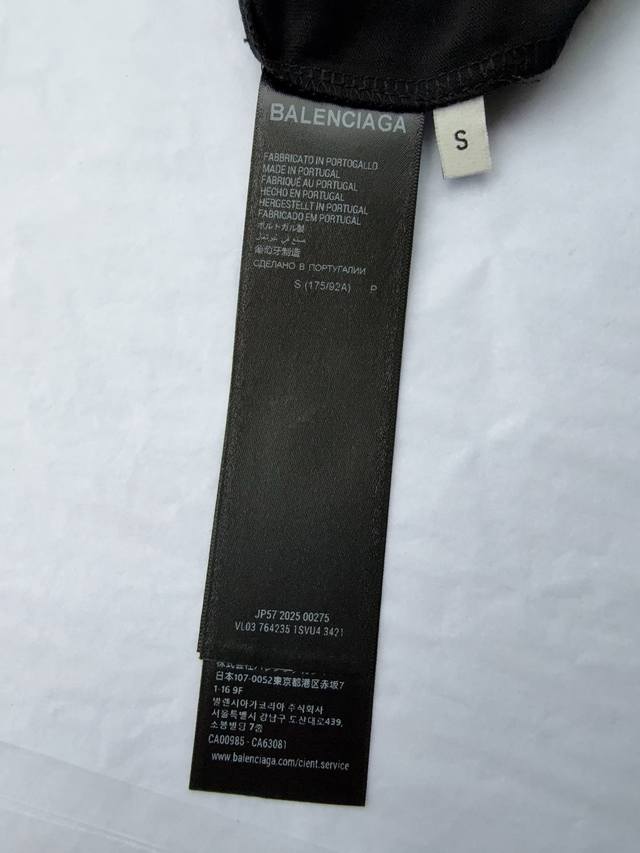 BALENCIAGA
S
FABBRICATO IN PORTOGALLO
MADE IN PORTUGAL
FABRIQUÉ AU PORTUGAL
HECHO EN PORTUGAL
HERGESTELLT IN PORTUGAL
FABRICADO EM PORTUGAL
ポルトガル製
صنع في
葡萄牙制造
СДЕЛАНО В ПОРТУГАЛИИ
S (175/92A) P
JP57 2025 00275
VL03 764235 1SVU4 3421
株式会社
日本107-0052東京都港区赤坂7
1-16 9F
발렌시아가코리아 주식회사
서울특별시 강남구 도산대로439,
소봉빌딩 7층
CA00985 - CA63081
www.balenciaga.com/cient.service